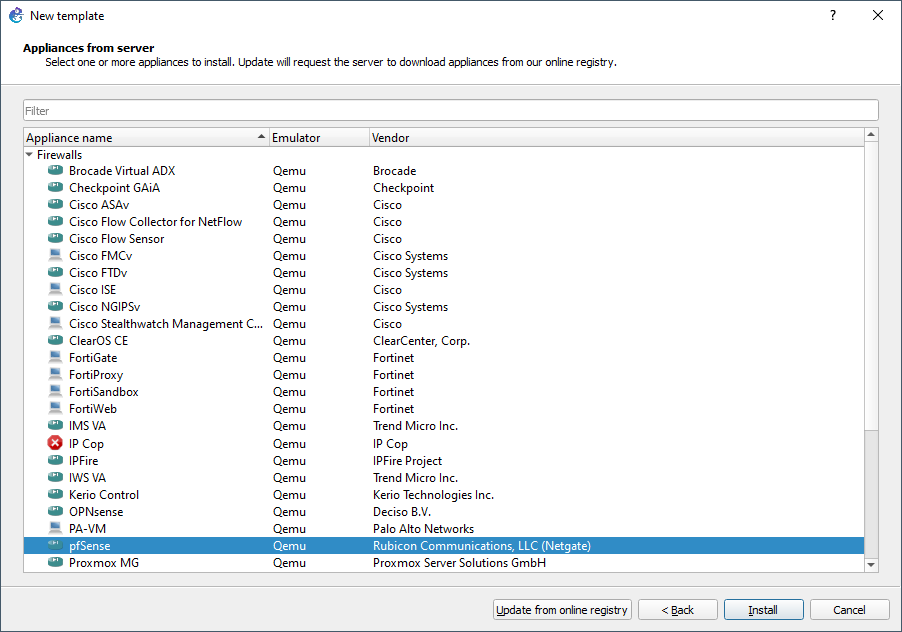 New template
?
Appliances from server
Select one or more appliances to install. Update will request the server to download appliances from our online registry.
Filter
Appliance name Emulator Vendor
Firewalls
Brocade Virtual ADX Qemu Brocade
Checkpoint GAiA Qemu Checkpoint
Cisco ASAv Qemu Cisco
Cisco Flow Collector for NetFlow Qemu Cisco
Cisco Flow Sensor Qemu Cisco
Cisco FMCv Qemu Cisco Systems
Cisco FTDv Qemu Cisco Systems
Cisco ISE Qemu Cisco
Cisco NGIPSv Qemu Cisco Systems
Cisco Stealthwatch Management C... Qemu Cisco
ClearOS CE Qemu ClearCenter, Corp.
FortiGate Qemu Fortinet
FortiProxy Qemu Fortinet
FortiSandbox Qemu Fortinet
FortiWeb Qemu Fortinet
IMS VA Qemu Trend Micro Inc.
IP Cop Qemu IP Cop
IPFire Qemu IPFire Project
IWS VA Qemu Trend Micro Inc.
Kerio Control Qemu Kerio Technologies Inc.
OPNsense Qemu Deciso B.V.
PA-VM Qemu Palo Alto Networks
pfSense Qemu Rubicon Communications, LLC (Netgate)
Proxmox MG Qemu Proxmox Server Solutions GmbH
Update from online registry < Back Install Cancel